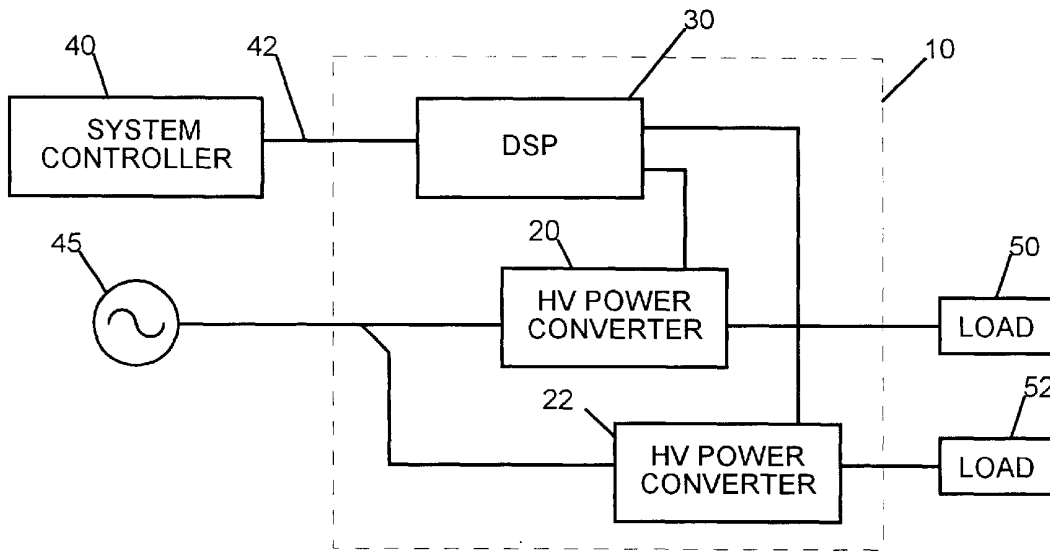 40
42
30
10
SYSTEM
CONTROLLER
DSP
45
20
50
HV POWER
CONVERTER
LOAD
22
52
HV POWER
CONVERTER
LOAD